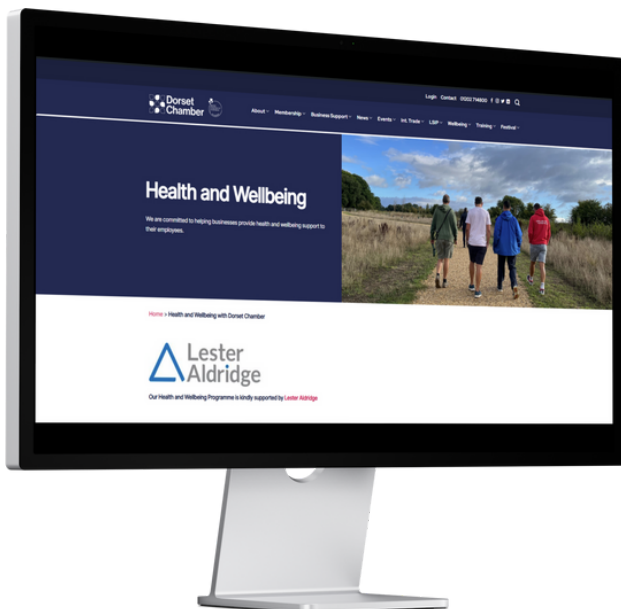 Login Contact 01202 714800
Dorset
Chamber
About Membership Business Support News Events Int. Trade LSIP Wellbeing Training Festival
Health and Wellbeing
We are committed to helping businesses provide health and wellbeing support to
their employees.
Home » Health and Wellbeing with Dorset Chamber
Lester
Aldridge
Our Health and Wellbeing Programme is kindly supported by Lester Aldridge